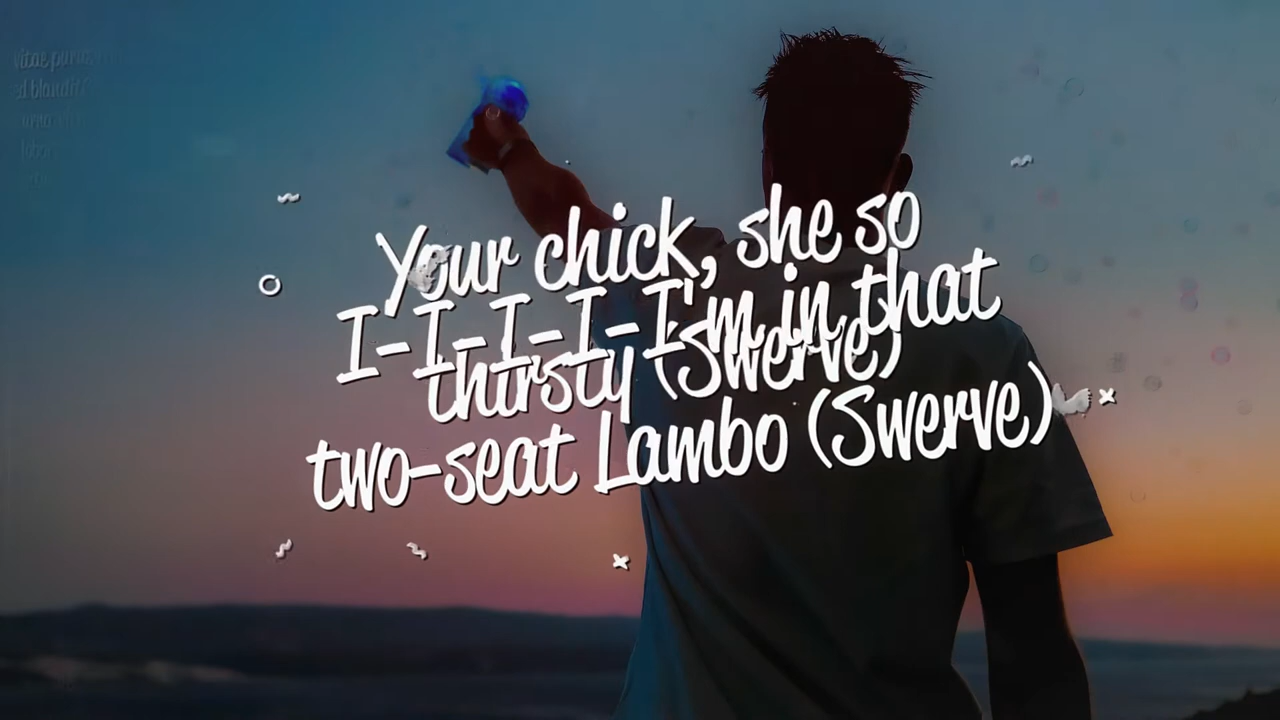 Your chick, she so
I-I-I-I-I'm in that
thirsty (Swerve)
two-seat Lambo (Swerve)